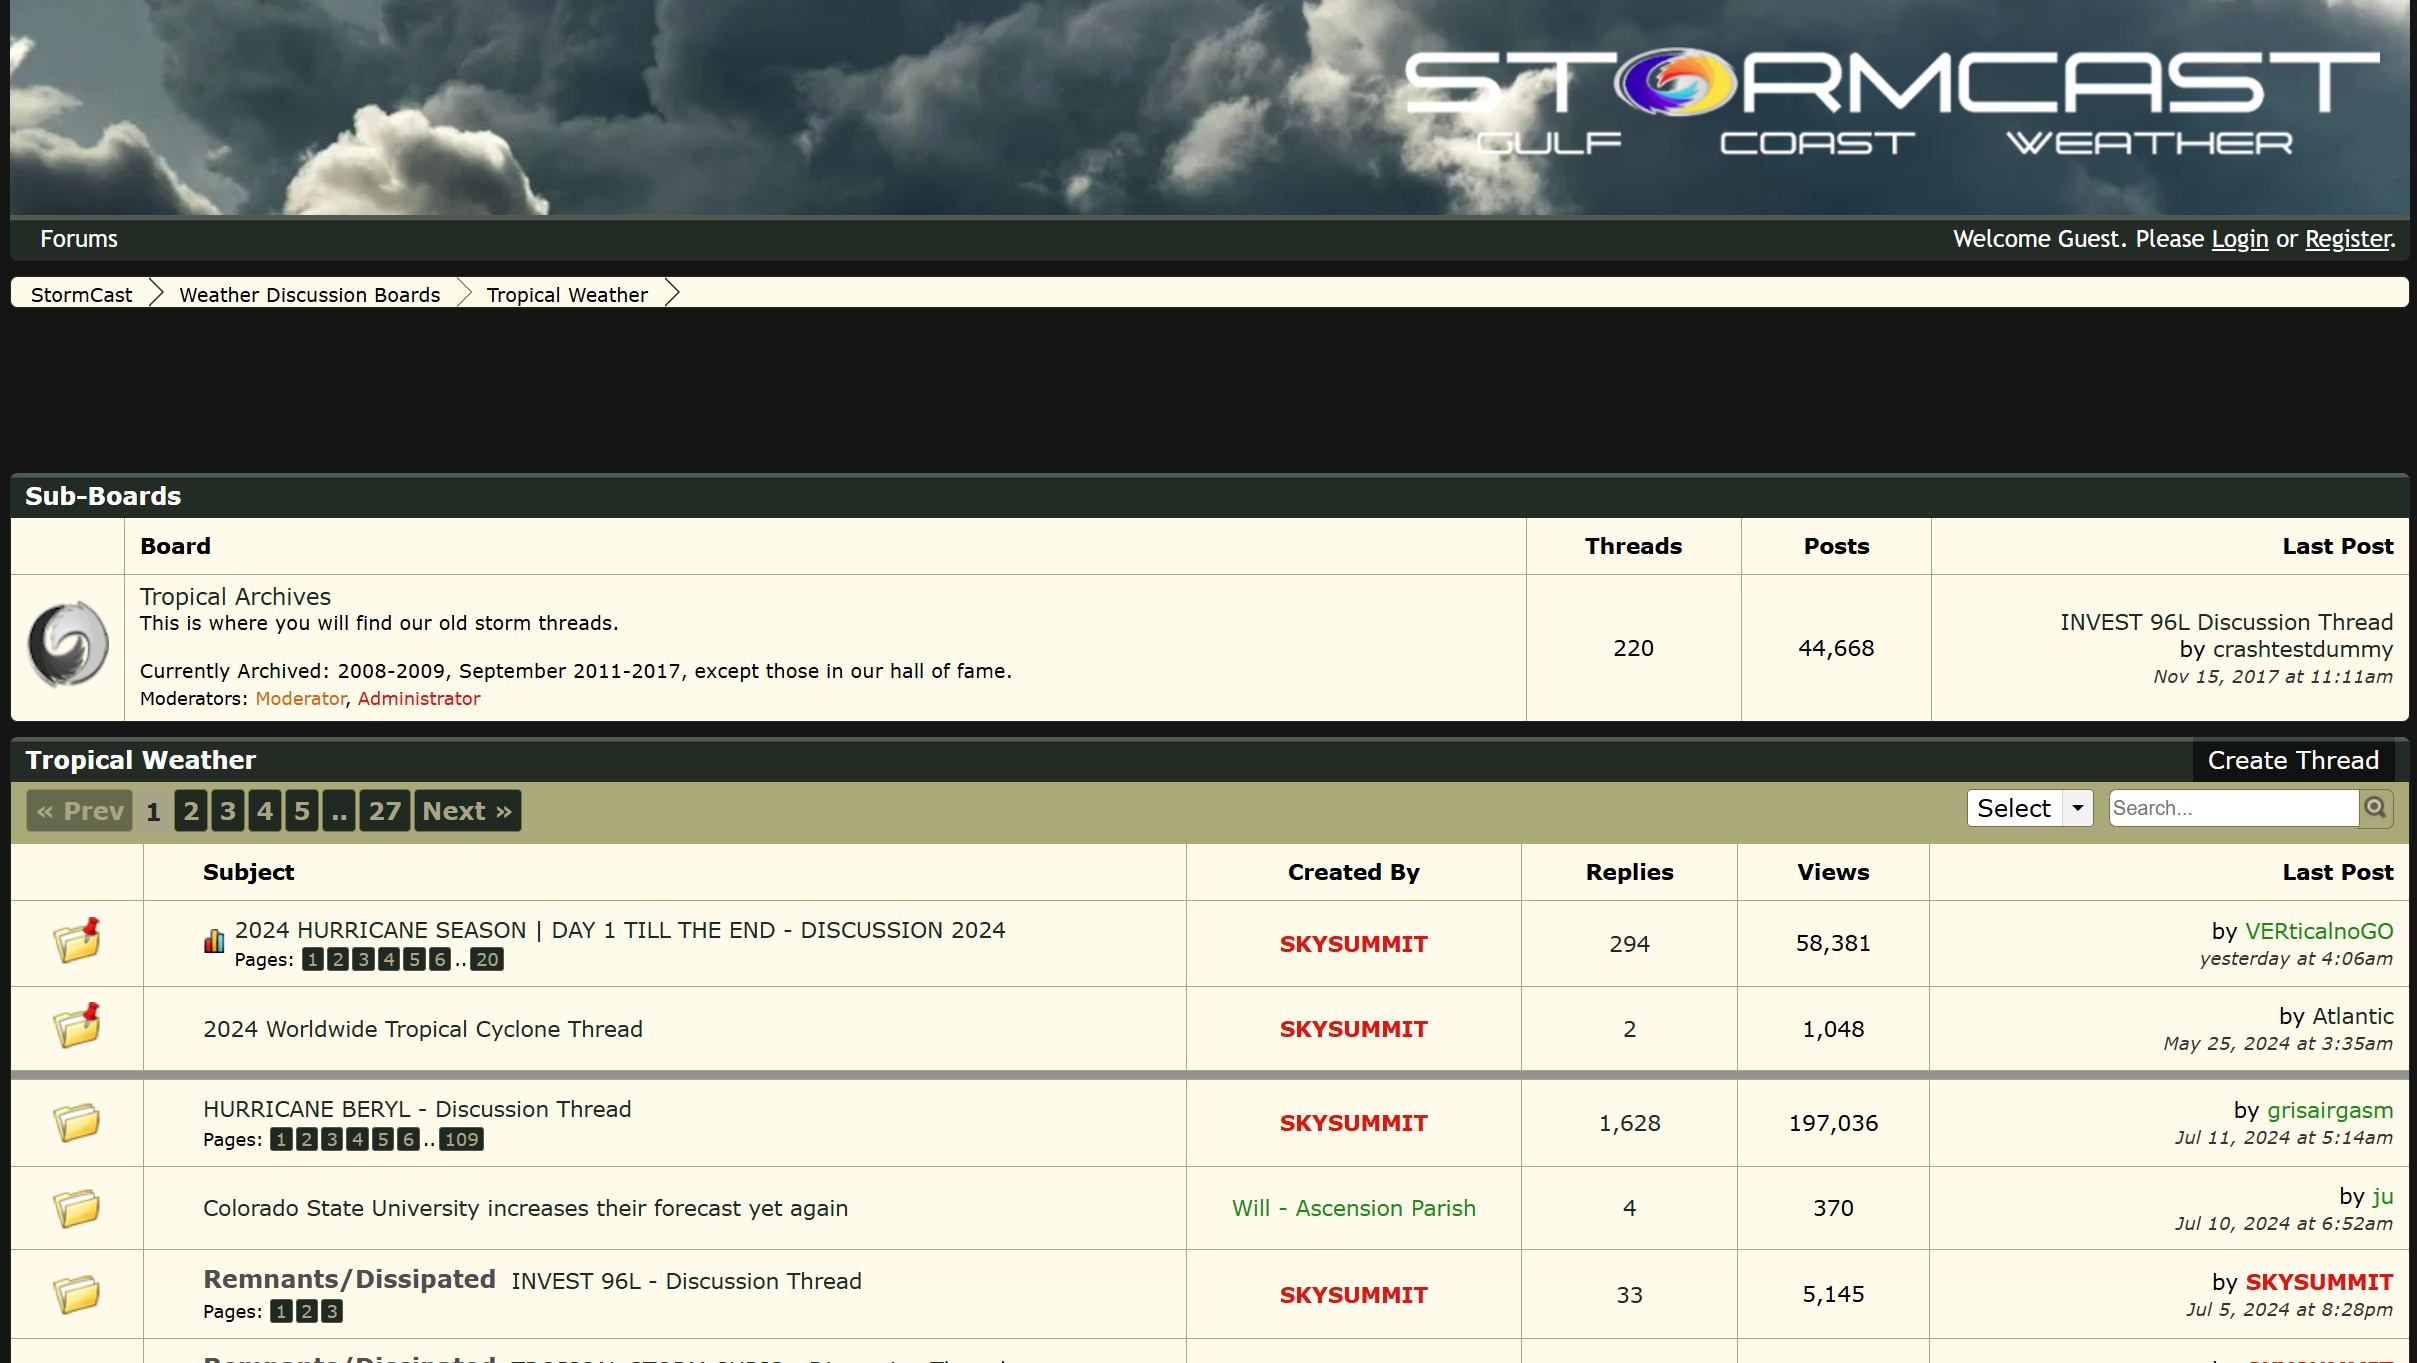 STORMCAST
GULF COAST WEATHER
Forums
Welcome Guest. Please Login or Register.
StormCast
Weather Discussion Boards
Tropical Weather
Sub-Boards
Board Threads Posts Last Post
Tropical Archives
This is where you will find our old storm threads.
Currently Archived: 2008-2009, September 2011-2017, except those in our hall of fame.
Moderators: Moderator, Administrator
220
44,668
INVEST 96L Discussion Thread
by crashtestdummy
Nov 15, 2017 at 11:11am
Tropical Weather
Create Thread
« Prev 1 2 3 4 5 .. 27 Next »
Select
Search...
Subject Created By Replies Views Last Post
2024 HURRICANE SEASON | DAY 1 TILL THE END - DISCUSSION 2024
Pages: 1 2 3 4 5 6 .. 20
SKYSUMMIT
294
58,381
by VERticalnoGO
yesterday at 4:06am
2024 Worldwide Tropical Cyclone Thread
SKYSUMMIT
2
1,048
by Atlantic
May 25, 2024 at 3:35am
HURRICANE BERYL - Discussion Thread
Pages: 1 2 3 4 5 6 .. 109
SKYSUMMIT
1,628
197,036
by grisairgasm
Jul 11, 2024 at 5:14am
Colorado State University increases their forecast yet again
Will - Ascension Parish
4
370
by ju
Jul 10, 2024 at 6:52am
Remnants/Dissipated INVEST 96L - Discussion Thread
Pages: 1 2 3
SKYSUMMIT
33
5,145
by SKYSUMMIT
Jul 5, 2024 at 8:28pm